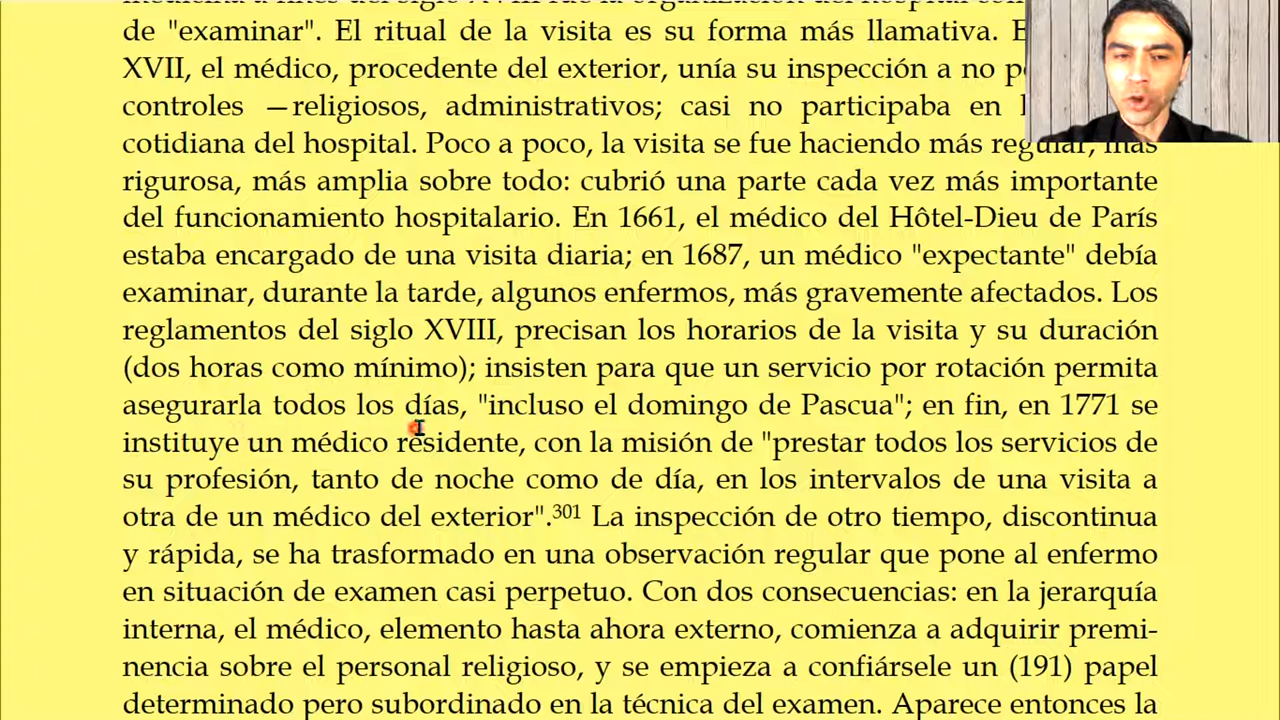 de "examinar". El ritual de la visita es su forma más llamativa.
XVII, el médico, procedente del exterior, unía su inspección a no
controles —religiosos, administrativos; casi no participaba en
cotidiana del hospital. Poco a poco, la visita se fue haciendo más regular, más
rigurosa, más amplia sobre todo: cubrió una parte cada vez más importante
del funcionamiento hospitalario. En 1661, el médico del Hôtel-Dieu de París
estaba encargado de una visita diaria; en 1687, un médico "expectante" debía
examinar, durante la tarde, algunos enfermos, más gravemente afectados. Los
reglamentos del siglo XVIII, precisan los horarios de la visita y su duración
(dos horas como mínimo); insisten para que un servicio por rotación permita
asegurarla todos los días, "incluso el domingo de Pascua"; en fin, en 1771 se
instituye un médico residente, con la misión de "prestar todos los servicios de
su profesión, tanto de noche como de día, en los intervalos de una visita a
otra de un médico del exterior".301 La inspección de otro tiempo, discontinua
y rápida, se ha trasformado en una observación regular que pone al enfermo
en situación de examen casi perpetuo. Con dos consecuencias: en la jerarquía
interna, el médico, elemento hasta ahora externo, comienza a adquirir premi-
nencia sobre el personal religioso, y se empieza a confiársele un (191) papel
determinado pero subordinado en la técnica del examen. Aparece entonces la